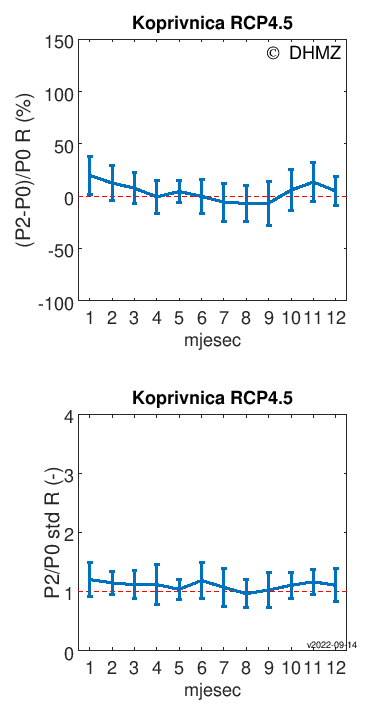 Koprivnica RCP4.5
© DHMZ
(P2-P0)/P0 R (%)
150
100
50
0
-50
-100
1 2 3 4 5 6 7 8 9 10 11 12
mjesec
Koprivnica RCP4.5
P2/P0 std R (-)
4
3
2
1
0
v2022-09-14
1 2 3 4 5 6 7 8 9 10 11 12
mjesec